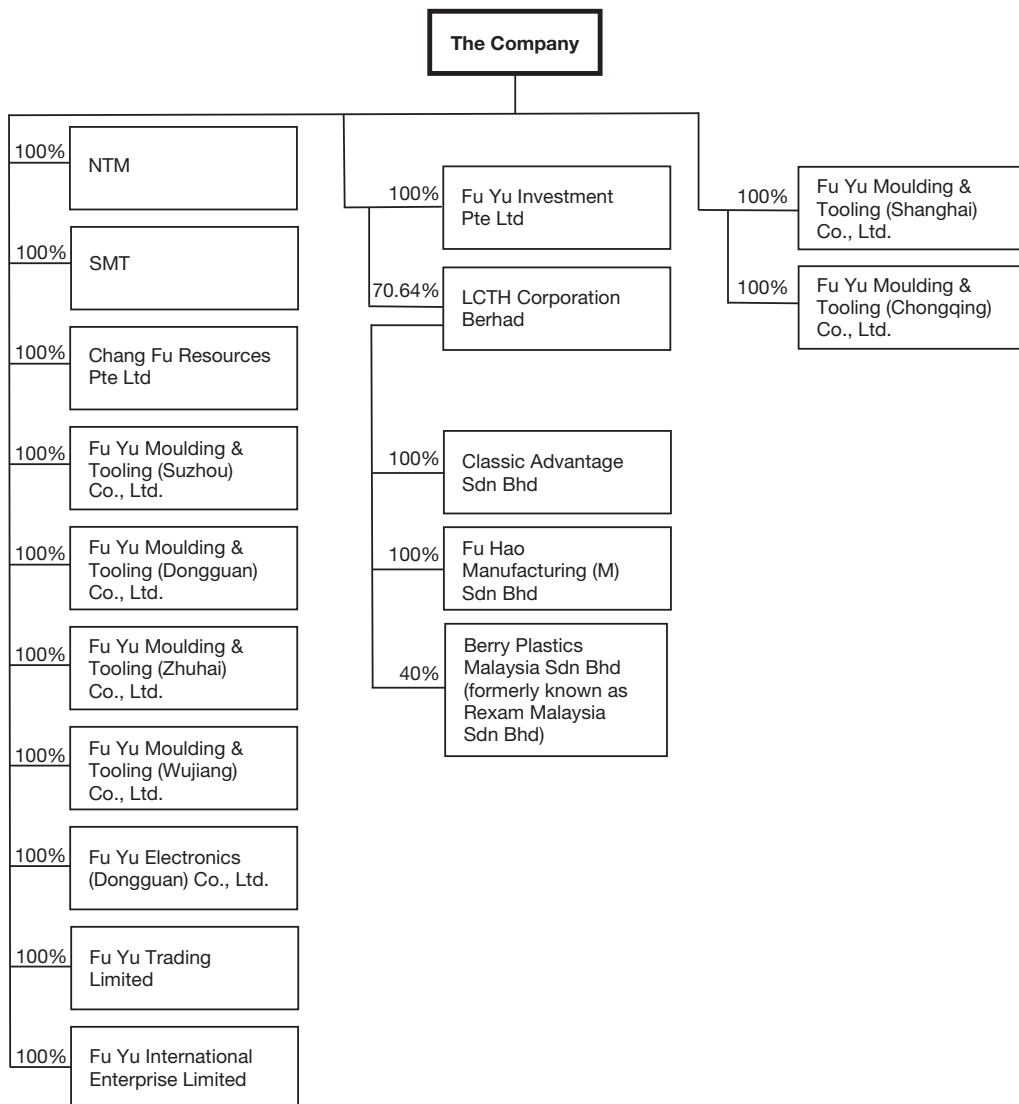 The Company
100%
NTM
100%
SMT
100%
Chang Fu Resources
Pte Ltd
100%
Fu Yu Moulding &
Tooling (Suzhou)
Co., Ltd.
100%
Fu Yu Moulding &
Tooling (Dongguan)
Co., Ltd.
100%
Fu Yu Moulding &
Tooling (Zhuhai)
Co., Ltd.
100%
Fu Yu Moulding &
Tooling (Wujiang)
Co., Ltd.
100%
Fu Yu Electronics
(Dongguan) Co., Ltd.
100%
Fu Yu Trading
Limited
100%
Fu Yu International
Enterprise Limited
100%
Fu Yu Investment
Pte Ltd
70.64%
LCTH Corporation
Berhad
100%
Classic Advantage
Sdn Bhd
100%
Fu Hao
Manufacturing (M)
Sdn Bhd
40%
Berry Plastics
Malaysia Sdn Bhd
(formerly known as
Rexam Malaysia
Sdn Bhd)
100%
Fu Yu Moulding &
Tooling (Shanghai)
Co., Ltd.
100%
Fu Yu Moulding &
Tooling (Chongqing)
Co., Ltd.